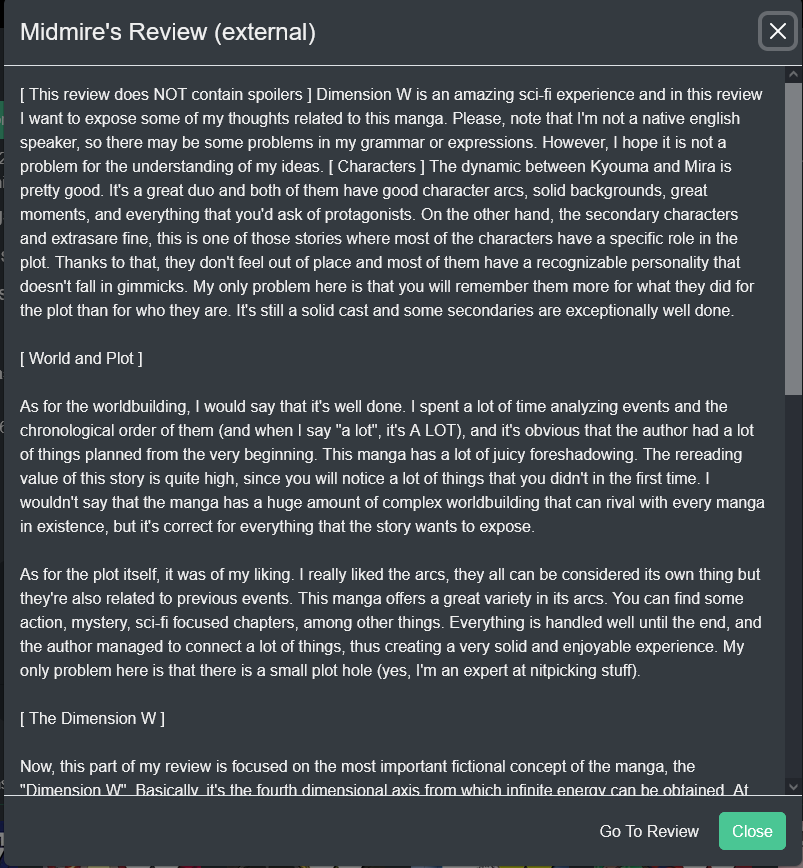 Midmire's Review (external)
[ This review does NOT contain spoilers ] Dimension W is an amazing sci-fi experience and in this review
I want to expose some of my thoughts related to this manga. Please, note that I'm not a native english
speaker, so there may be some problems in my grammar or expressions. However, I hope it is not a
problem for the understanding of my ideas. [ Characters ] The dynamic between Kyouma and Mira is
pretty good. It's a great duo and both of them have good character arcs, solid backgrounds, great
moments, and everything that you'd ask of protagonists. On the other hand, the secondary characters
and extrasare fine, this is one of those stories where most of the characters have a specific role in the
plot. Thanks to that, they don't feel out of place and most of them have a recognizable personality that
doesn't fall in gimmicks. My only problem here is that you will remember them more for what they did for
the plot than for who they are. It's still a solid cast and some secondaries are exceptionally well done.
[ World and Plot ]
As for the worldbuilding, I would say that it's well done. I spent a lot of time analyzing events and the
chronological order of them (and when I say "a lot", it's A LOT), and it's obvious that the author had a lot
of things planned from the very beginning. This manga has a lot of juicy foreshadowing. The rereading
value of this story is quite high, since you will notice a lot of things that you didn't in the first time. I
wouldn't say that the manga has a huge amount of complex worldbuilding that can rival with every manga
in existence, but it's correct for everything that the story wants to expose.
As for the plot itself, it was of my liking. I really liked the arcs, they all can be considered its own thing but
they're also related to previous events. This manga offers a great variety in its arcs. You can find some
action, mystery, sci-fi focused chapters, among other things. Everything is handled well until the end, and
the author managed to connect a lot of things, thus creating a very solid and enjoyable experience. My
only problem here is that there is a small plot hole (yes, I'm an expert at nitpicking stuff).
[ The Dimension W ]
Now, this part of my review is focused on the most important fictional concept of the manga, the
"Dimension W". Basically, it's the fourth dimensional axis from which infinite energy can be obtained. At
Go To Review
Close